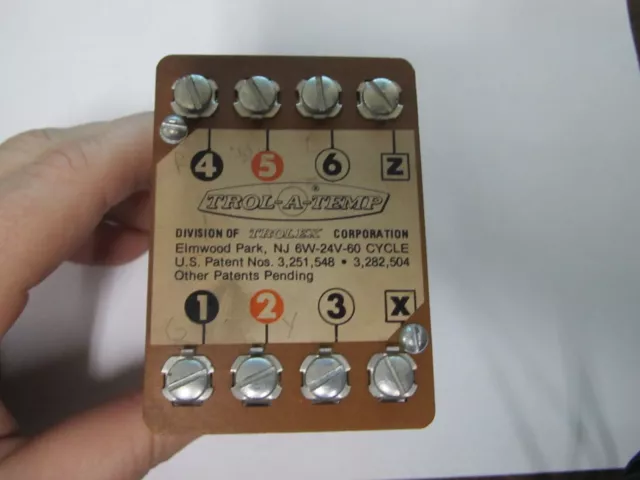 4 5 6 Z
TROL-A-TEMP®
DIVISION OF TROLEX CORPORATION
Elmwood Park, NJ 6W-24V-60 CYCLE
U.S. Patent Nos. 3,251,548 • 3,282,504
Other Patents Pending
1 2 3 X
G Y